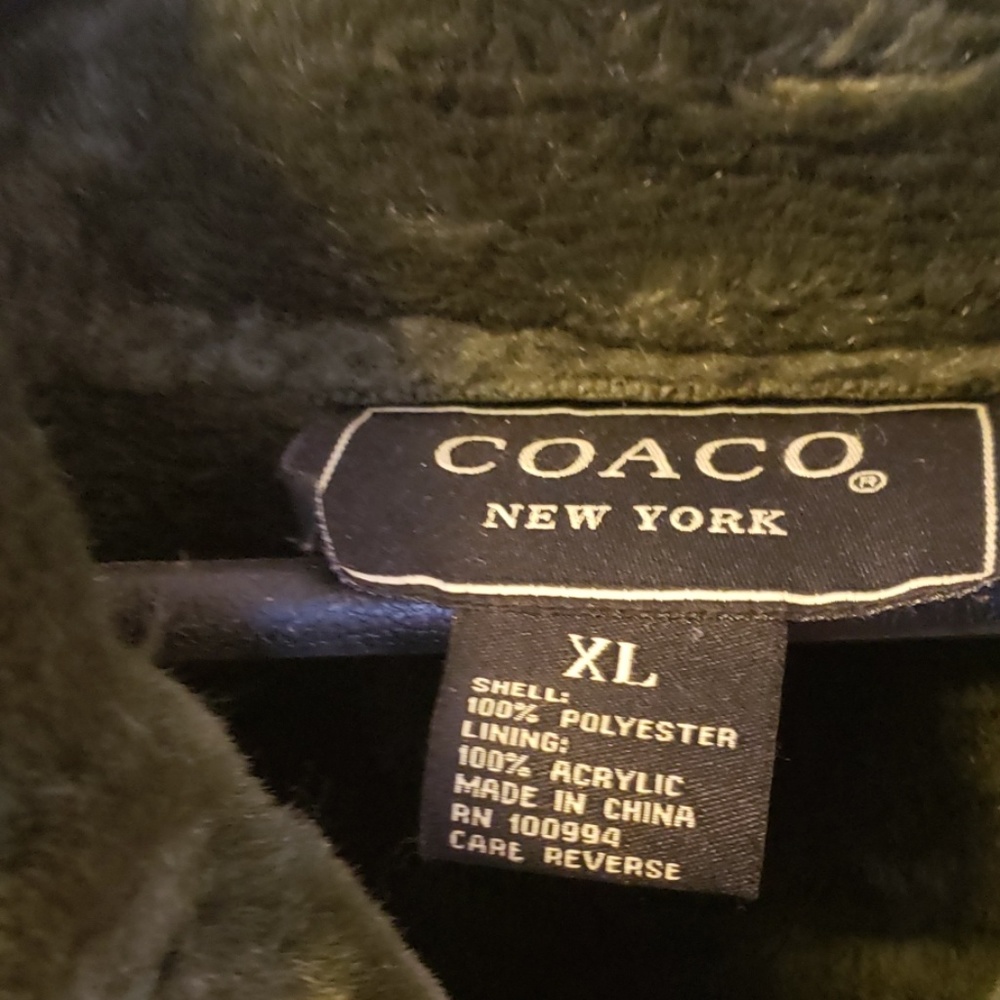 COACO®
NEW YORK
XL
SHELL:
100% POLYESTER
LINING:
100% ACRYLIC
MADE IN CHINA
RN 100994
CARE REVERSE